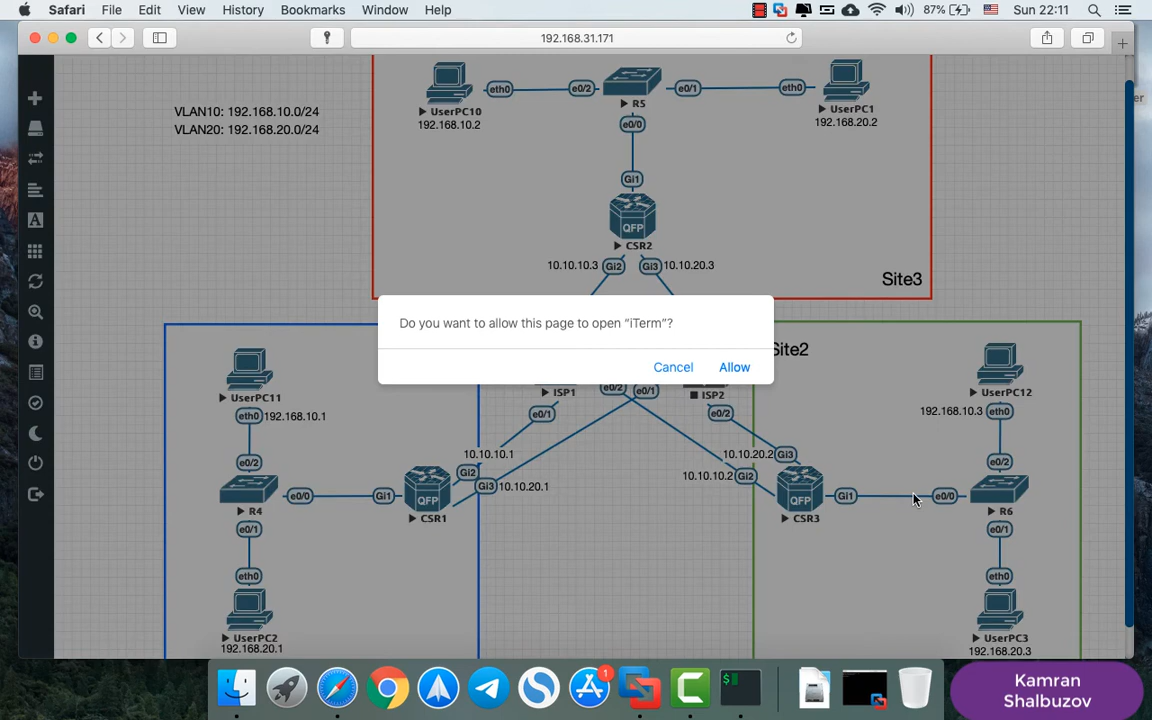 Safari File Edit View History Bookmarks Window Help
87%
Sun 22:11
192.168.31.171
VLAN10: 192.168.10.0/24
VLAN20: 192.168.20.0/24
eth0
e0/2
R5
e0/1
eth0
UserPC10
192.168.10.2
UserPC1
192.168.20.2
e0/0
Gi1
QFP
CSR2
10.10.10.3
Gi2
Gi3
10.10.20.3
Site3
Do you want to allow this page to open “iTerm”?
Cancel
Allow
Site2
ISP1
e0/2
e0/1
ISP2
UserPC11
UserPC12
eth0
192.168.10.1
e0/1
e0/2
192.168.10.3
eth0
10.10.10.1
10.10.20.2
Gi3
e0/2
Gi2
10.10.10.2
Gi2
e0/2
Gi3
10.10.20.1
R4
e0/0
Gi1
QFP
CSR1
QFP
CSR3
Gi1
e0/0
R6
e0/1
e0/1
eth0
eth0
UserPC2
192.168.20.1
UserPC3
192.168.20.3
1
Kamran
Shalbuzov